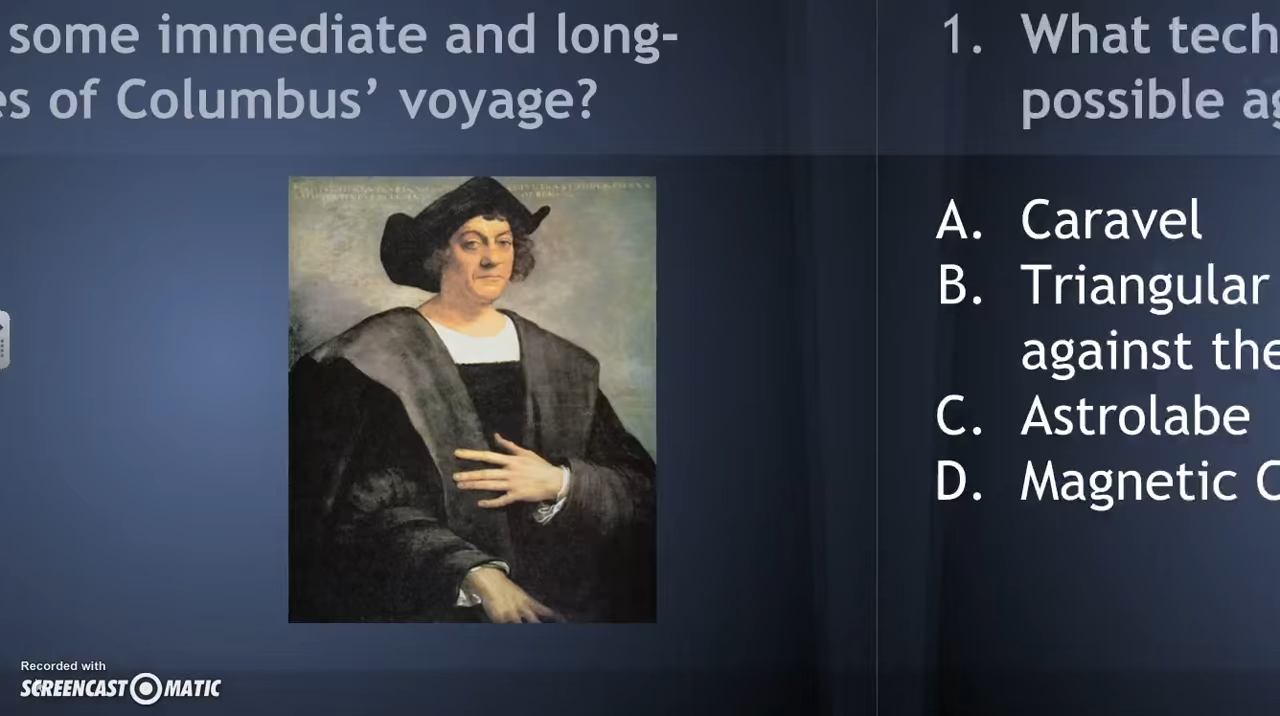 some immediate and long-
es of Columbus’ voyage?
1. What tech
possible ag
A. Caravel
B. Triangular
against the
C. Astrolabe
D. Magnetic C
Recorded with
SCREENCAST MATIC